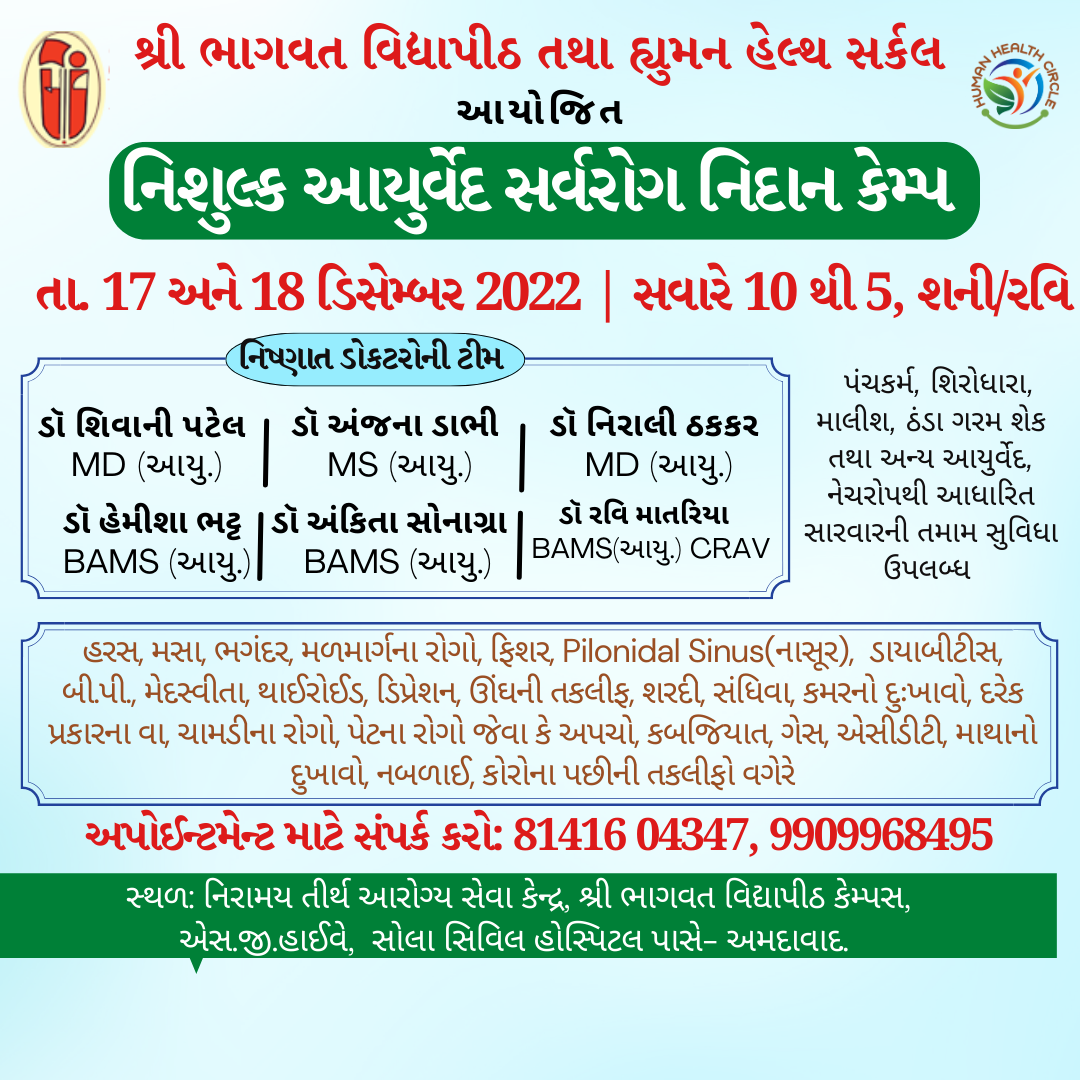 શ્રી ભાગવત વિદ્યાપીઠ તથા હ્યુમન હેલ્થ સર્કલ
HUMAN HEALTH CIRCLE
આયોજિત
નિશુલ્ક આયુર્વેદ સર્વરોગ નિદાન કેમ્પ
તા. 17 અને 18 ડિસેમ્બર 2022 | સવારે 10 થી 5, શની/રવિ
નિષ્ણાત ડોકટરોની ટીમ
ડૉ શિવાની પટેલ
MD (આયુ.)
ડૉ અંજના ડાભી
MS (આયુ.)
ડૉ નિરાલી ઠકકર
MD (આયુ.)
ડૉ હેમીશા ભટ્ટ
BAMS (આયુ.)
ડૉ અંકિતા સોનાગ્રા
BAMS (આયુ.)
ડૉ રવિ માતરિયા
BAMS(આયુ.) CRAV
પંચકર્મ, શિરોધારા,
માલીશ, ઠંડા ગરમ શેક
તથા અન્ય આયુર્વેદ,
નેચરોપથી આધારિત
સારવારની તમામ સુવિધા
ઉપલબ્ધ
હરસ, મસા, ભગંદર, મળમાર્ગના રોગો, ફિશર, Pilonidal Sinus(નાસૂર), ડાયાબીટીસ,
બી.પી., મેદસ્વીતા, થાઈરોઈડ, ડિપ્રેશન, ઊંઘની તકલીફ, શરદી, સંધિવા, કમરનો દુઃખાવો, દરેક
પ્રકારના વા, ચામડીના રોગો, પેટના રોગો જેવા કે અપચો, કબજિયાત, ગેસ, એસીડીટી, માથાનો
દુખાવો, નબળાઈ, કોરોના પછીની તકલીફો વગેરે
અપોઈન્ટમેન્ટ માટે સંપર્ક કરો: 81416 04347, 9909968495
સ્થળ: નિરામય તીર્થ આરોગ્ય સેવા કેન્દ્ર, શ્રી ભાગવત વિદ્યાપીઠ કેમ્પસ,
એસ.જી.હાઈવે, સોલા સિવિલ હોસ્પિટલ પાસે- અમદાવાદ.